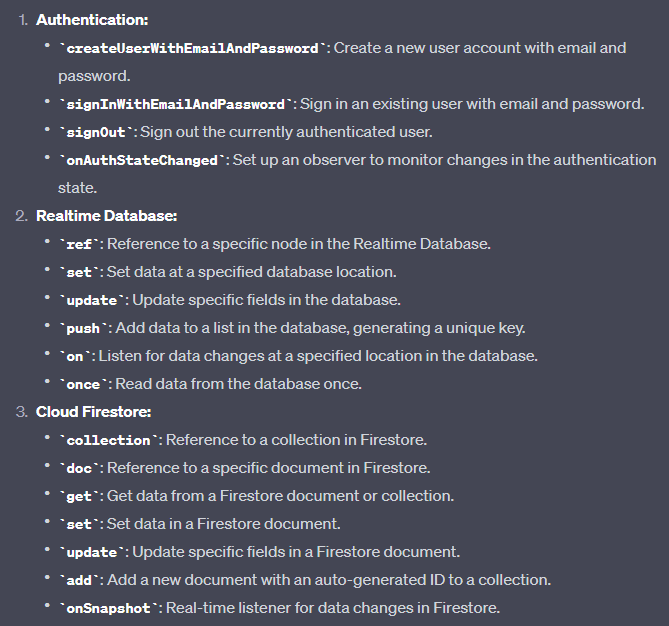 1. Authentication:
• `createUserWithEmailAndPassword`: Create a new user account with email and
password.
• `signInWithEmailAndPassword`: Sign in an existing user with email and password.
• `signOut`: Sign out the currently authenticated user.
• `onAuthStateChanged`: Set up an observer to monitor changes in the authentication
state.
2. Realtime Database:
• `ref`: Reference to a specific node in the Realtime Database.
• `set`: Set data at a specified database location.
• `update`: Update specific fields in the database.
• `push`: Add data to a list in the database, generating a unique key.
• `on`: Listen for data changes at a specified location in the database.
• `once`: Read data from the database once.
3. Cloud Firestore:
• `collection`: Reference to a collection in Firestore.
• `doc`: Reference to a specific document in Firestore.
• `get`: Get data from a Firestore document or collection.
• `set`: Set data in a Firestore document.
• `update`: Update specific fields in a Firestore document.
• `add`: Add a new document with an auto-generated ID to a collection.
• `onSnapshot`: Real-time listener for data changes in Firestore.